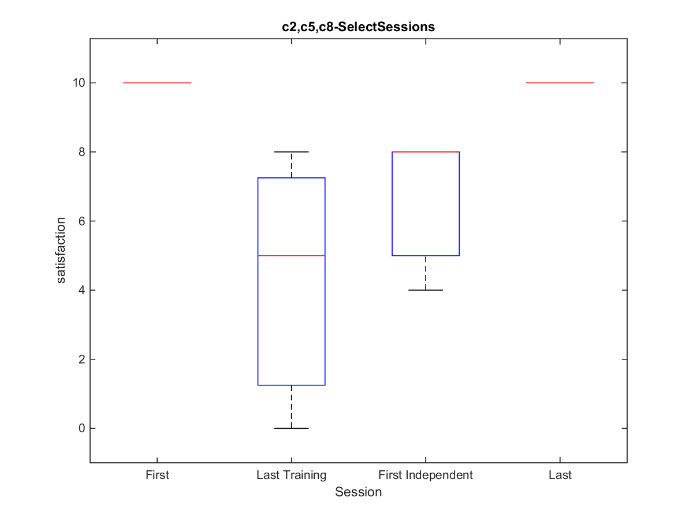 c2,c5,c8-SelectSessions
10
8
6
4
2
0
satisfaction
First Last Training First Independent Last
Session